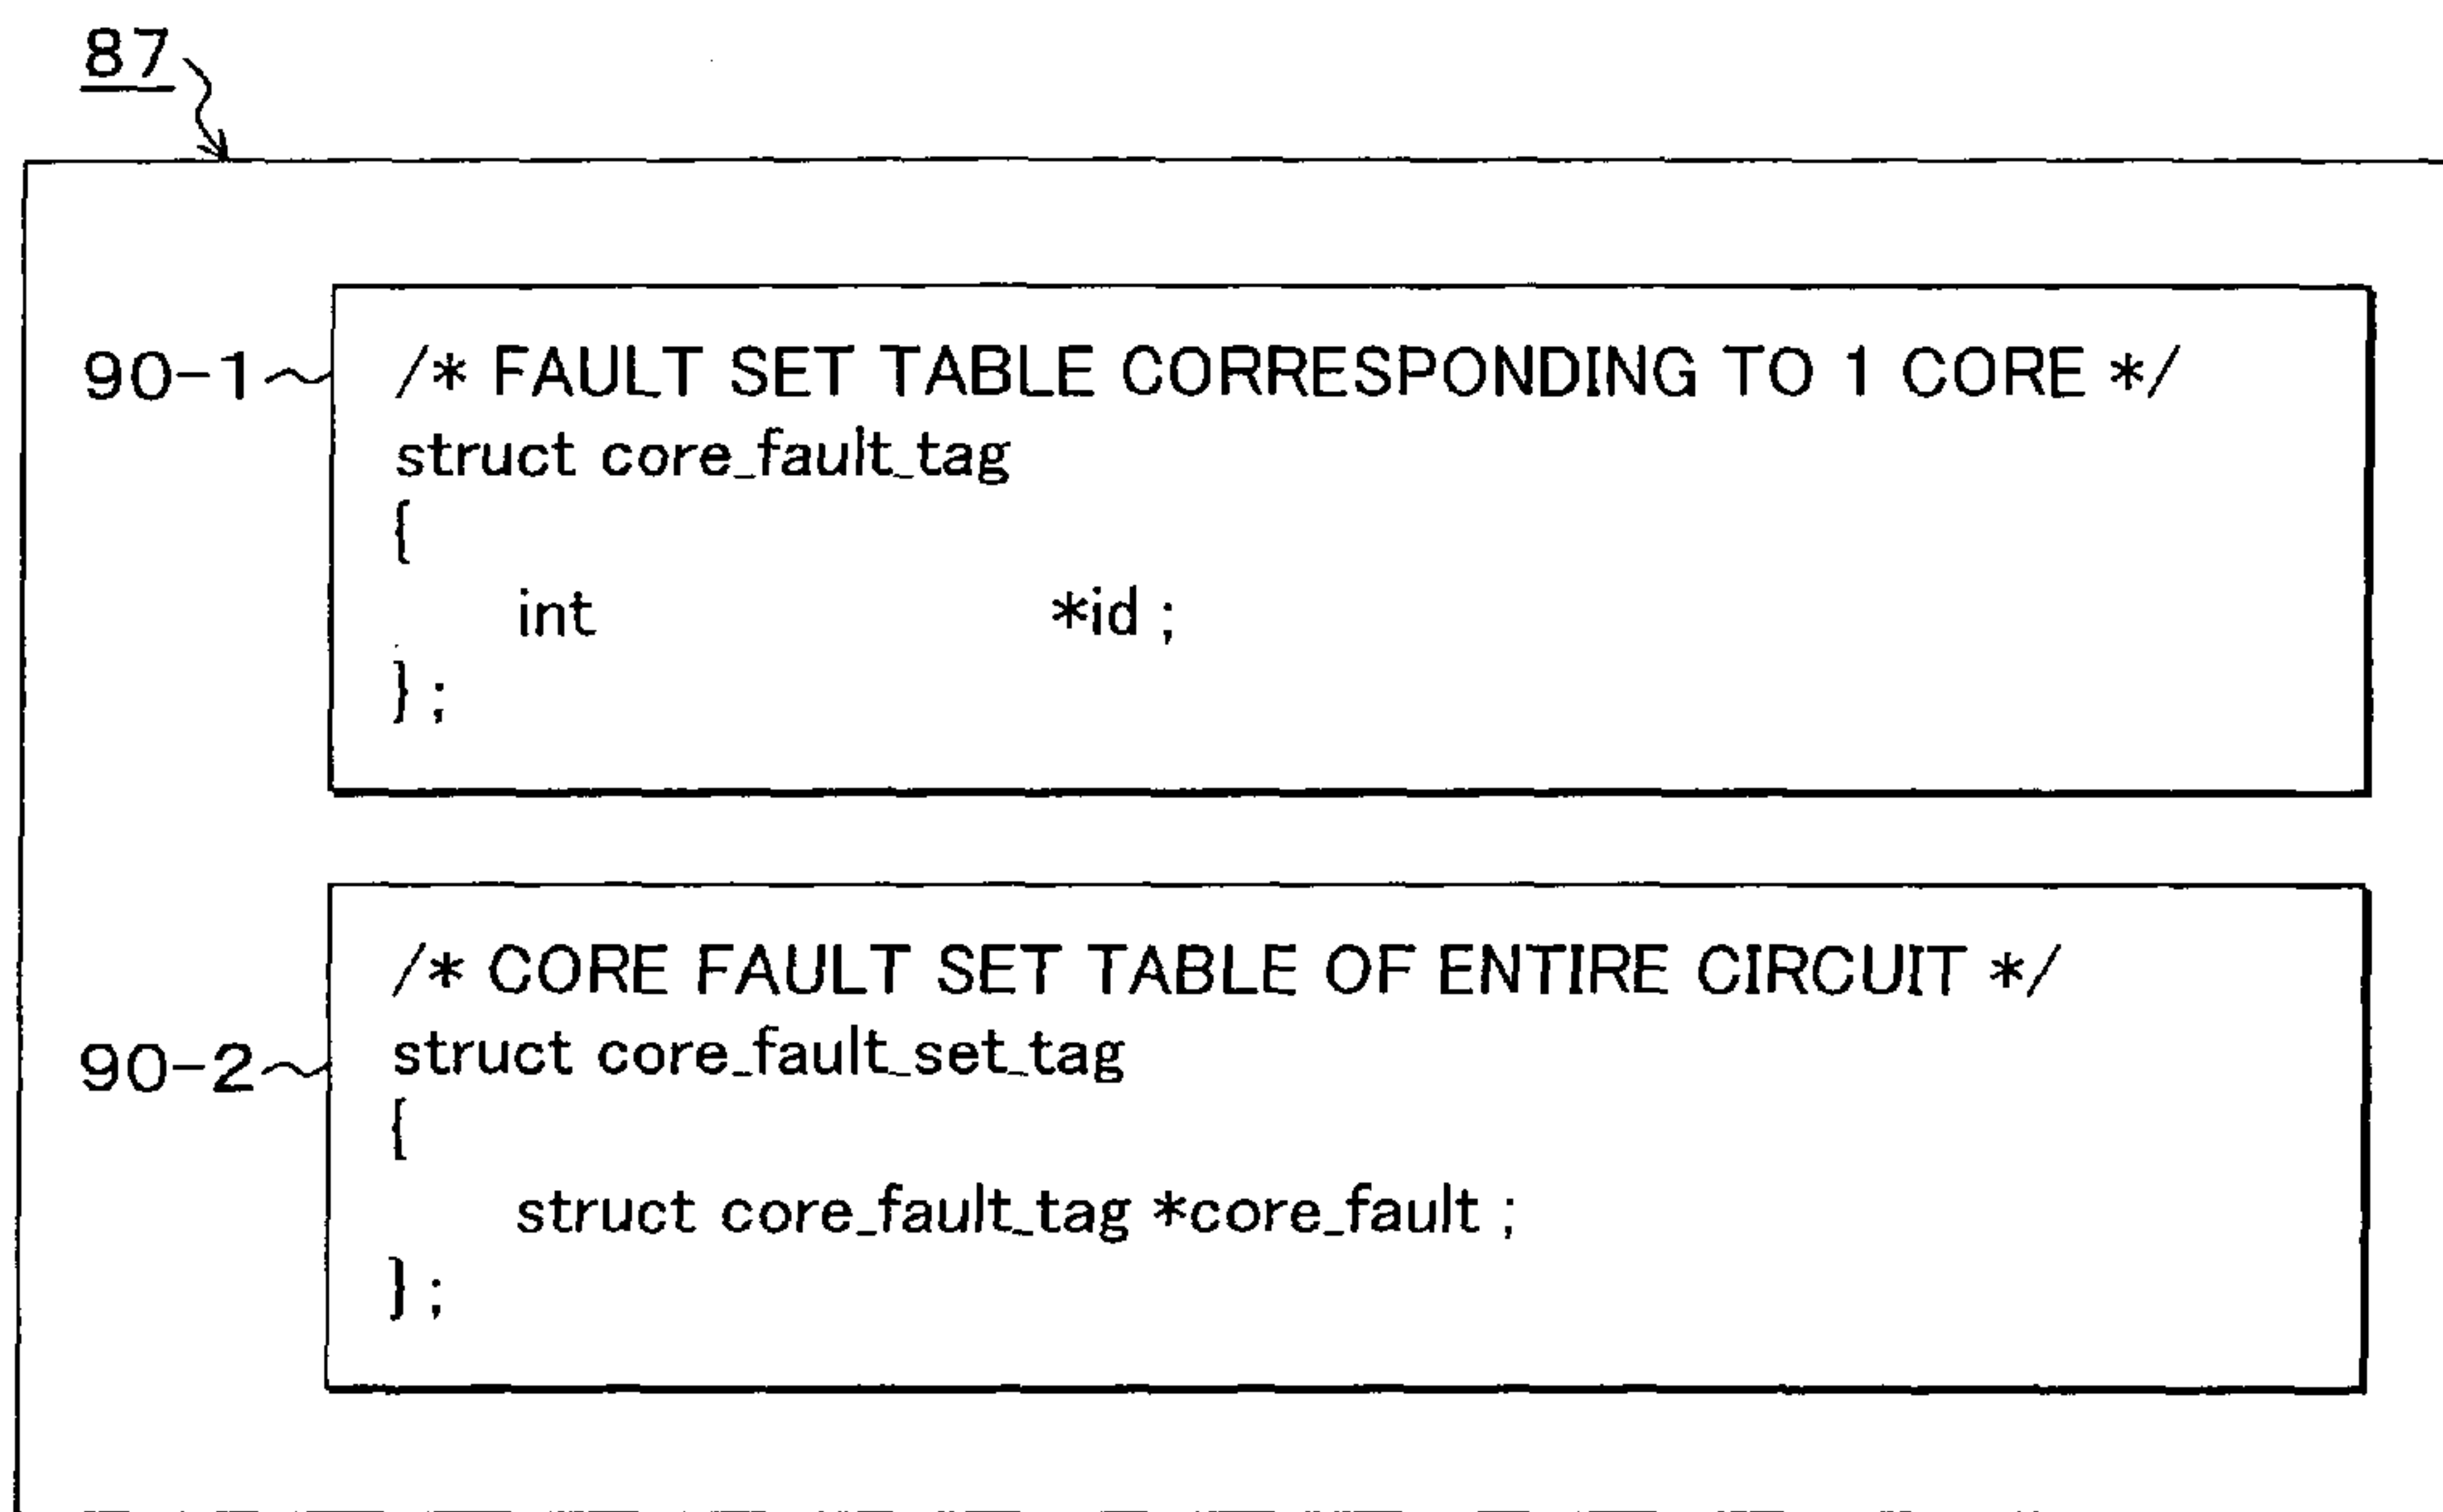 87
90-1
/* FAULT SET TABLE CORRESPONDING TO 1 CORE */
struct core_fault_tag
{
int *id ;
} ;
/* CORE FAULT SET TABLE OF ENTIRE CIRCUIT */
90-2
struct core_fault_set_tag
{
struct core_fault_tag *core_fault ;
} ;